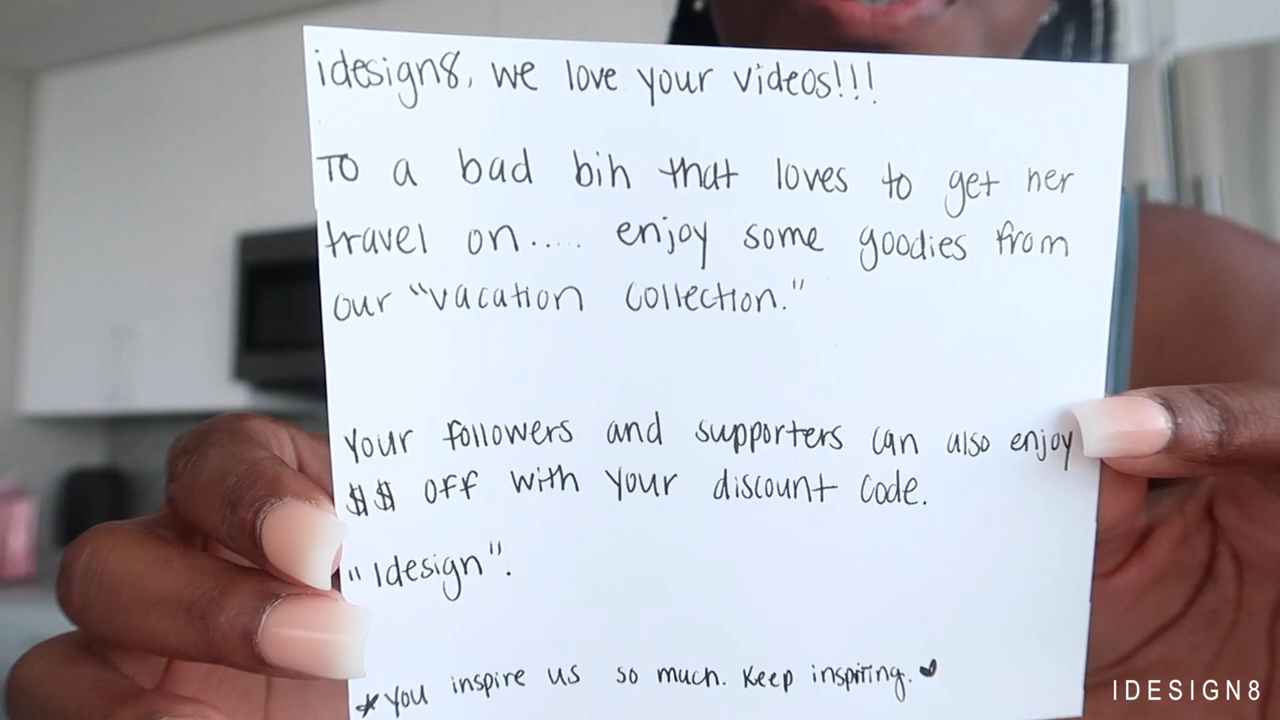 idesign8, we love your videos!!!
To a bad bih that loves to get her
travel on..... enjoy some goodies from
our "vacation collection."
Your followers and supporters can also enjoy
$$ off with your discount code.
"Idesign".
*You inspire us so much. Keep inspiring.♥
IDESIGN8